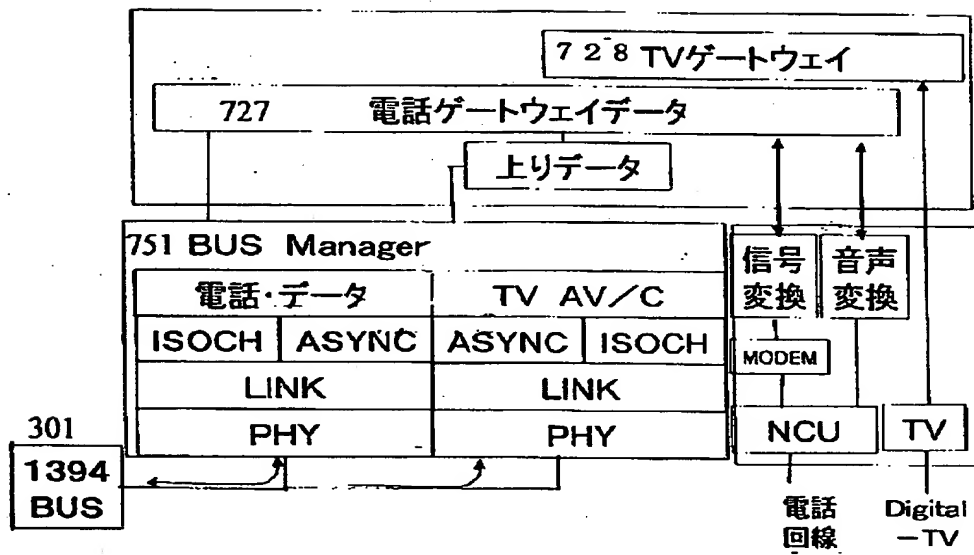 728 TVゲートウェイ
727 電話ゲートウェイデータ
上りデータ
751 BUS Manager
電話・データ
TV AV/C
ISOCH
ASYNC
ASYNC
ISOCH
LINK
LINK
PHY
PHY
信号
変換
音声
変換
MODEM
NCU
TV
301
1394
BUS
電話
回線
Digital
-TV